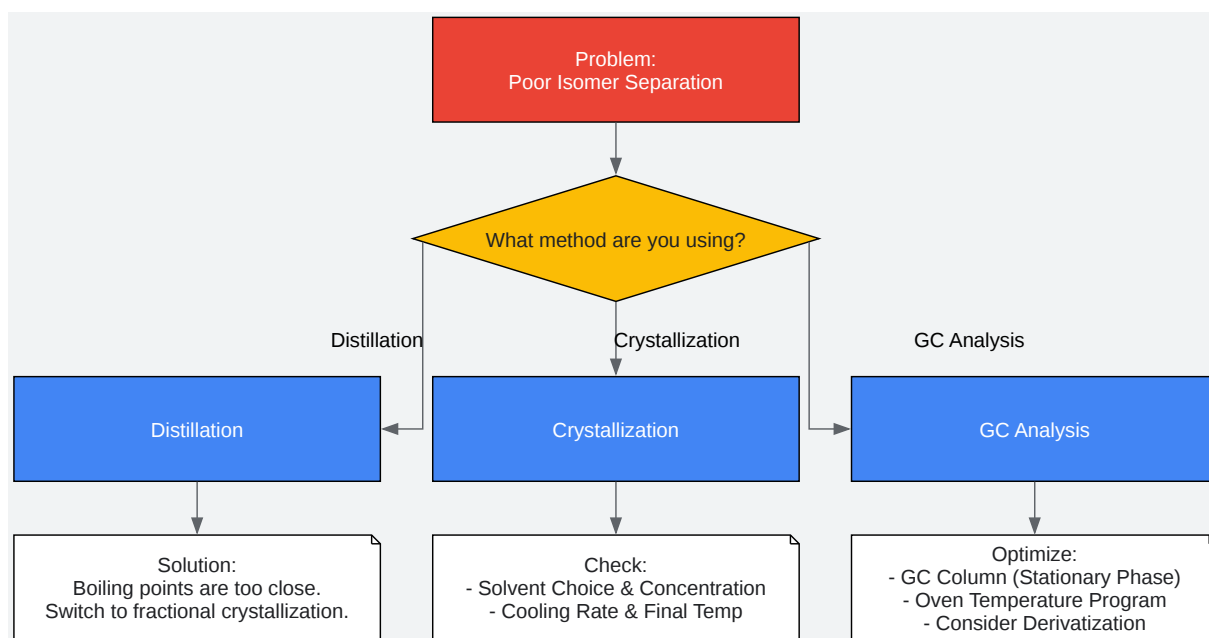 Problem:
Poor Isomer Separation
What method are you using?
Distillation
Crystallization
GC Analysis
Distillation
Crystallization
GC Analysis
Solution:
Boiling points are too close.
Switch to fractional crystallization.
Check:
- Solvent Choice & Concentration
- Cooling Rate & Final Temp
Optimize:
- GC Column (Stationary Phase)
- Oven Temperature Program
- Consider Derivatization